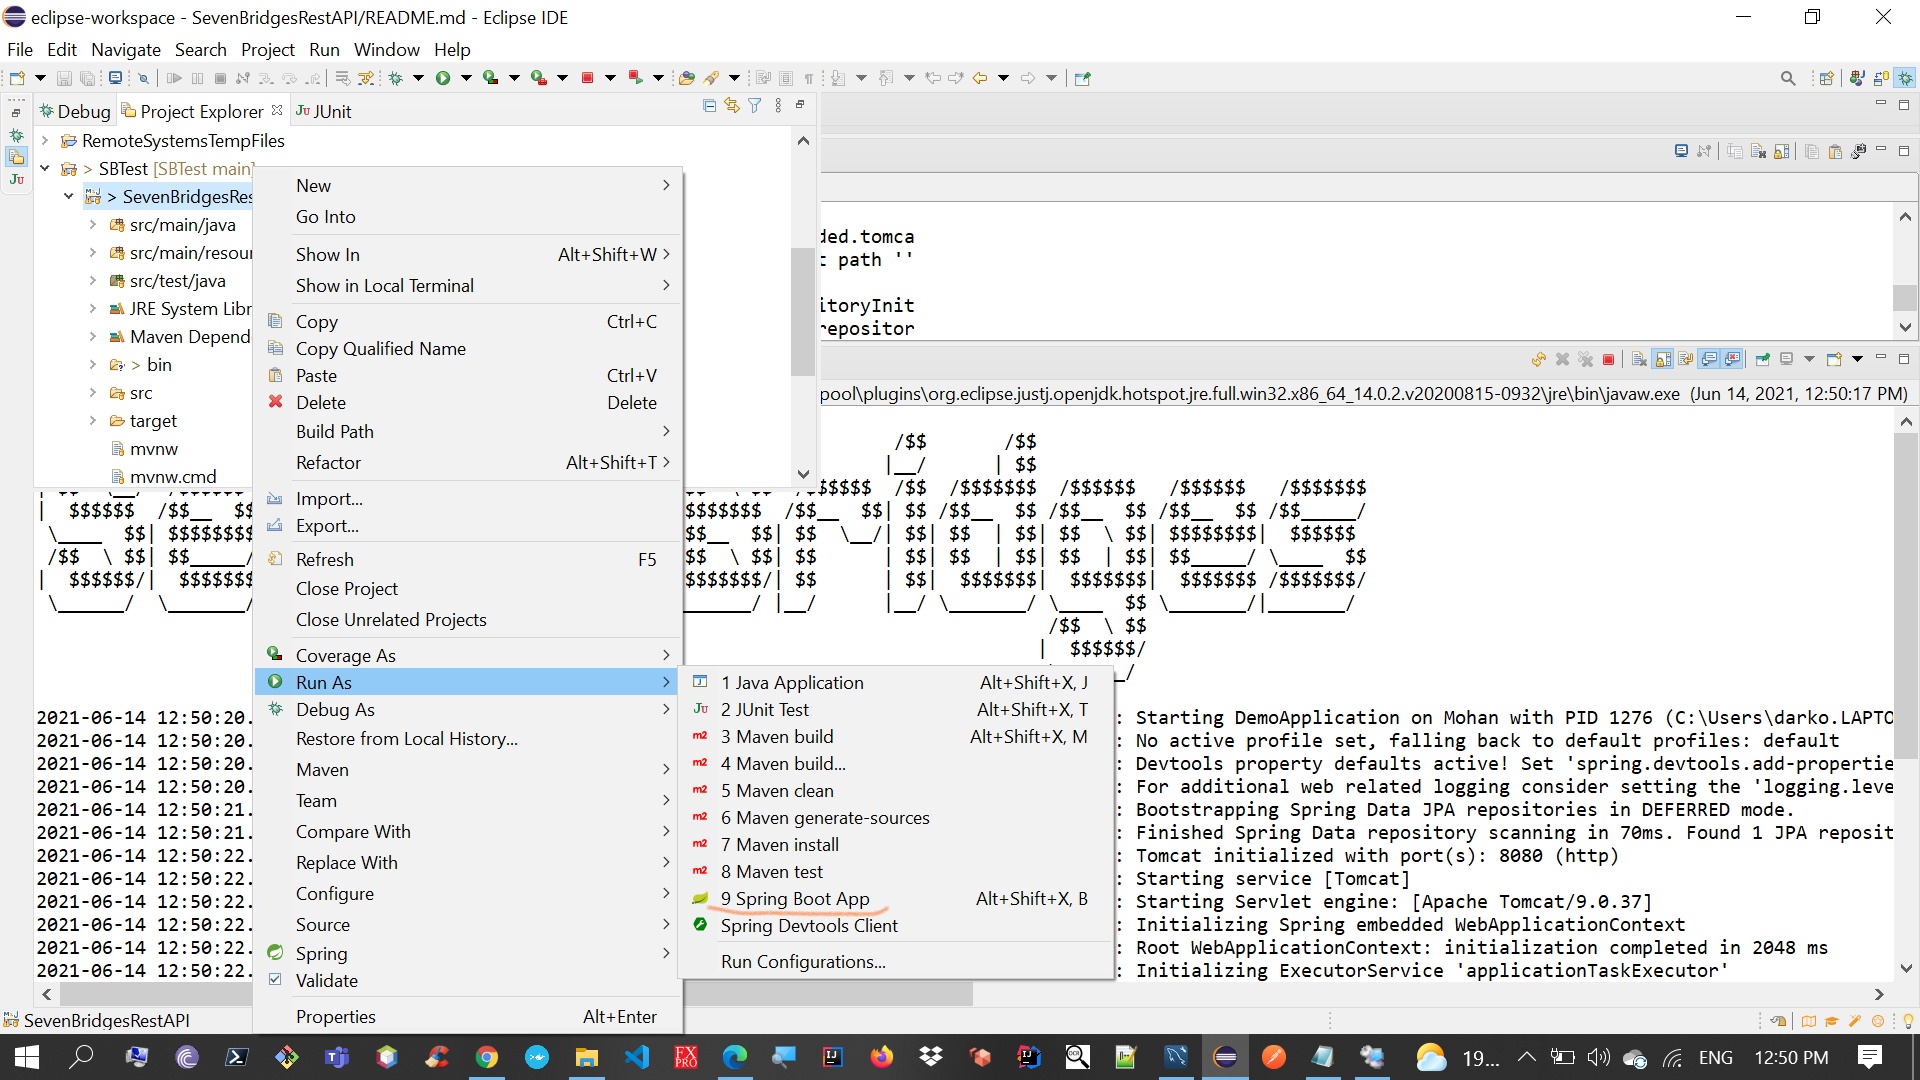 eclipse-workspace - SevenBridgesRestAPI/README.md - Eclipse IDE
File Edit Navigate Search Project Run Window Help
Debug Project Explorer JUnit
RemoteSystemsTempFiles
> SBTest [SBTest main]
> SevenBridgesRes
src/main/java
src/main/resour
src/test/java
JRE System Libr
Maven Depend
> bin
src
target
mvnw
mvnw.cmd
New
Go Into
Show In Alt+Shift+W >
Show in Local Terminal
Copy Ctrl+C
Copy Qualified Name
Paste Ctrl+V
Delete Delete
Build Path
Refactor Alt+Shift+T >
Import...
Export...
Refresh F5
Close Project
Close Unrelated Projects
Coverage As
Run As
Debug As
Restore from Local History...
Maven
Team
Compare With
Replace With
Configure
Source
Spring
Validate
Properties Alt+Enter
1 Java Application Alt+Shift+X, J
2 JUnit Test Alt+Shift+X, T
3 Maven build Alt+Shift+X, M
4 Maven build...
5 Maven clean
6 Maven generate-sources
7 Maven install
8 Maven test
9 Spring Boot App Alt+Shift+X, B
Spring Devtools Client
Run Configurations...
ded.tomca
t path ''
itoryInit
repositor
pool\plugins\org.eclipse.justj.openjdk.hotspot.jre.full.win32.x86_64_14.0.2.v20200815-0932\jre\bin\javaw.exe (Jun 14, 2021, 12:50:17 PM)
2021-06-14 12:50:20. : Starting DemoApplication on Mohan with PID 1276 (C:\Users\darko.LAPTO
2021-06-14 12:50:20. : No active profile set, falling back to default profiles: default
2021-06-14 12:50:20. : Devtools property defaults active! Set 'spring.devtools.add-propertie
2021-06-14 12:50:20. : For additional web related logging consider setting the 'logging.leve
2021-06-14 12:50:21. : Bootstrapping Spring Data JPA repositories in DEFERRED mode.
2021-06-14 12:50:21. : Finished Spring Data repository scanning in 70ms. Found 1 JPA reposit
2021-06-14 12:50:22. : Tomcat initialized with port(s): 8080 (http)
2021-06-14 12:50:22. : Starting service [Tomcat]
2021-06-14 12:50:22. : Starting Servlet engine: [Apache Tomcat/9.0.37]
2021-06-14 12:50:22. : Initializing Spring embedded WebApplicationContext
2021-06-14 12:50:22. : Root WebApplicationContext: initialization completed in 2048 ms
2021-06-14 12:50:22. : Initializing ExecutorService 'applicationTaskExecutor'
SevenBridgesRestAPI
19... ENG 12:50 PM